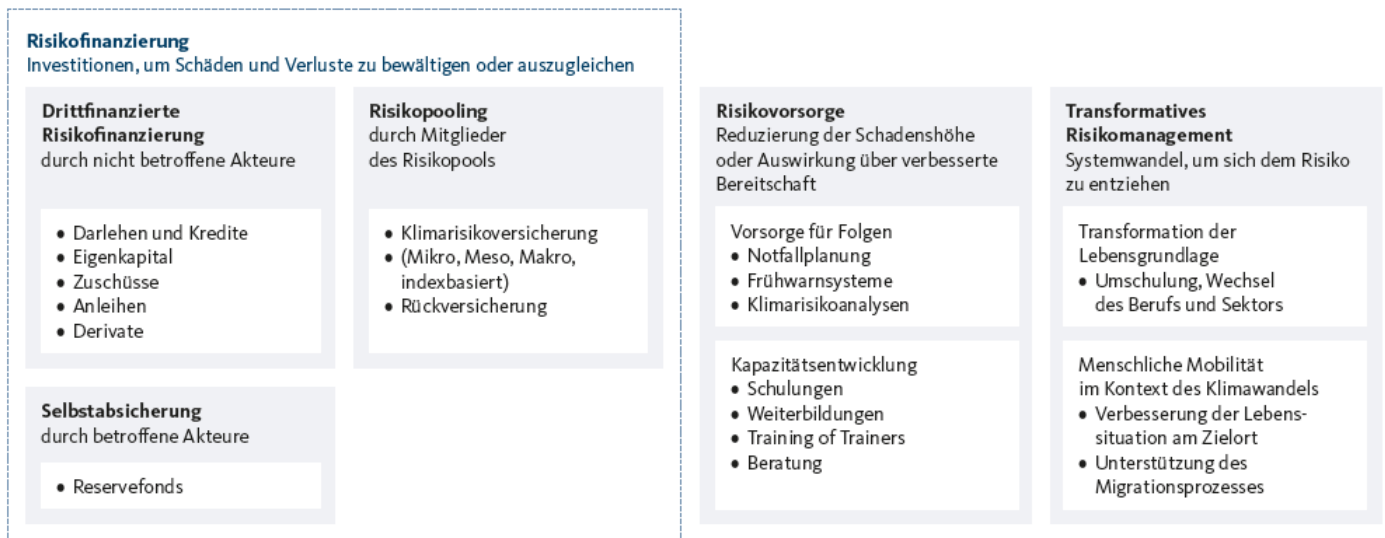 Risikofinanzierung
Investitionen, um Schäden und Verluste zu bewältigen oder auszugleichen
Drittfinanzierte
Risikofinanzierung
durch nicht betroffene Akteure
• Darlehen und Kredite
• Eigenkapital
• Zuschüsse
• Anleihen
• Derivate
Selbstabsicherung
durch betroffene Akteure
• Reservefonds
Risikopooling
durch Mitglieder
des Risikopools
• Klimarisikoversicherung
• (Mikro, Meso, Makro,
indexbasiert)
• Rückversicherung
Risikovorsorge
Reduzierung der Schadenshöhe
oder Auswirkung über verbesserte
Bereitschaft
Vorsorge für Folgen
• Notfallplanung
• Frühwarnsysteme
• Klimarisikoanalysen
Kapazitätsentwicklung
• Schulungen
• Weiterbildungen
• Training of Trainers
• Beratung
Transformatives
Risikomanagement
Systemwandel, um sich dem Risiko
zu entziehen
Transformation der
Lebensgrundlage
• Umschulung, Wechsel
des Berufs und Sektors
Menschliche Mobilität
im Kontext des Klimawandels
• Verbesserung der Lebens-
situation am Zielort
• Unterstützung des
Migrationsprozesses